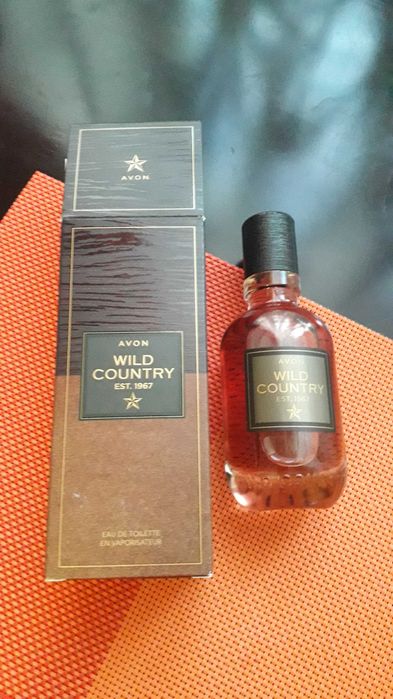 AVON
AVON
WILD
COUNTRY
EST. 1967
EAU DE TOILETTE
EN VAPORISATEUR
AVON
WILD
COUNTRY
EST. 1967